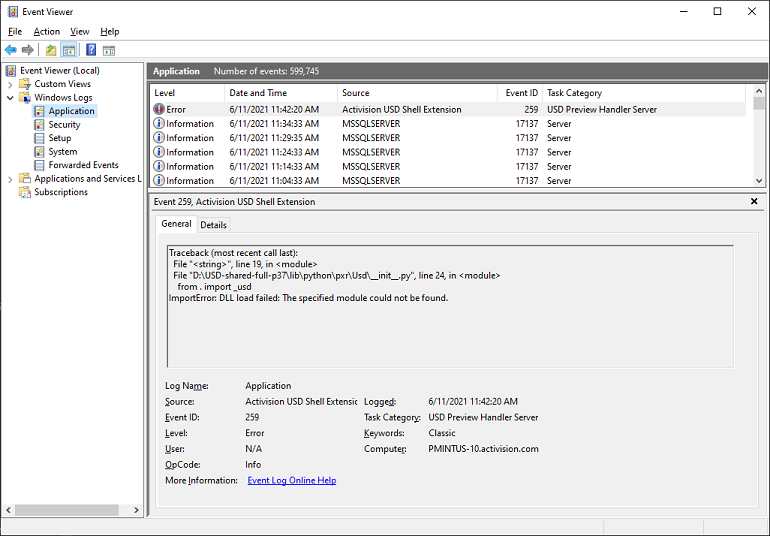 Event Viewer
File Action View Help
Event Viewer (Local)
Custom Views
Windows Logs
Application
Security
Setup
System
Forwarded Events
Applications and Services L
Subscriptions
Application Number of events: 599,745
Level Date and Time Source Event ID Task Category
Error 6/11/2021 11:42:20 AM Activision USD Shell Extension 259 USD Preview Handler Server
Information 6/11/2021 11:34:33 AM MSSQLSERVER 17137 Server
Information 6/11/2021 11:29:35 AM MSSQLSERVER 17137 Server
Information 6/11/2021 11:24:33 AM MSSQLSERVER 17137 Server
Information 6/11/2021 11:14:33 AM MSSQLSERVER 17137 Server
Information 6/11/2021 11:04:33 AM MSSQLSERVER 17137 Server
Event 259, Activision USD Shell Extension
General Details
Traceback (most recent call last):
File "<string>", line 19, in <module>
File "D:\USD-shared-full-p37\lib\python\pxr\Usd\__init__.py", line 24, in <module>
from . import _usd
ImportError: DLL load failed: The specified module could not be found.
Log Name: Application
Source: Activision USD Shell Extensic Logged: 6/11/2021 11:42:20 AM
Event ID: 259 Task Category: USD Preview Handler Server
Level: Error Keywords: Classic
User: N/A Computer: PMINTUS-10.activision.com
OpCode: Info
More Information: Event Log Online Help